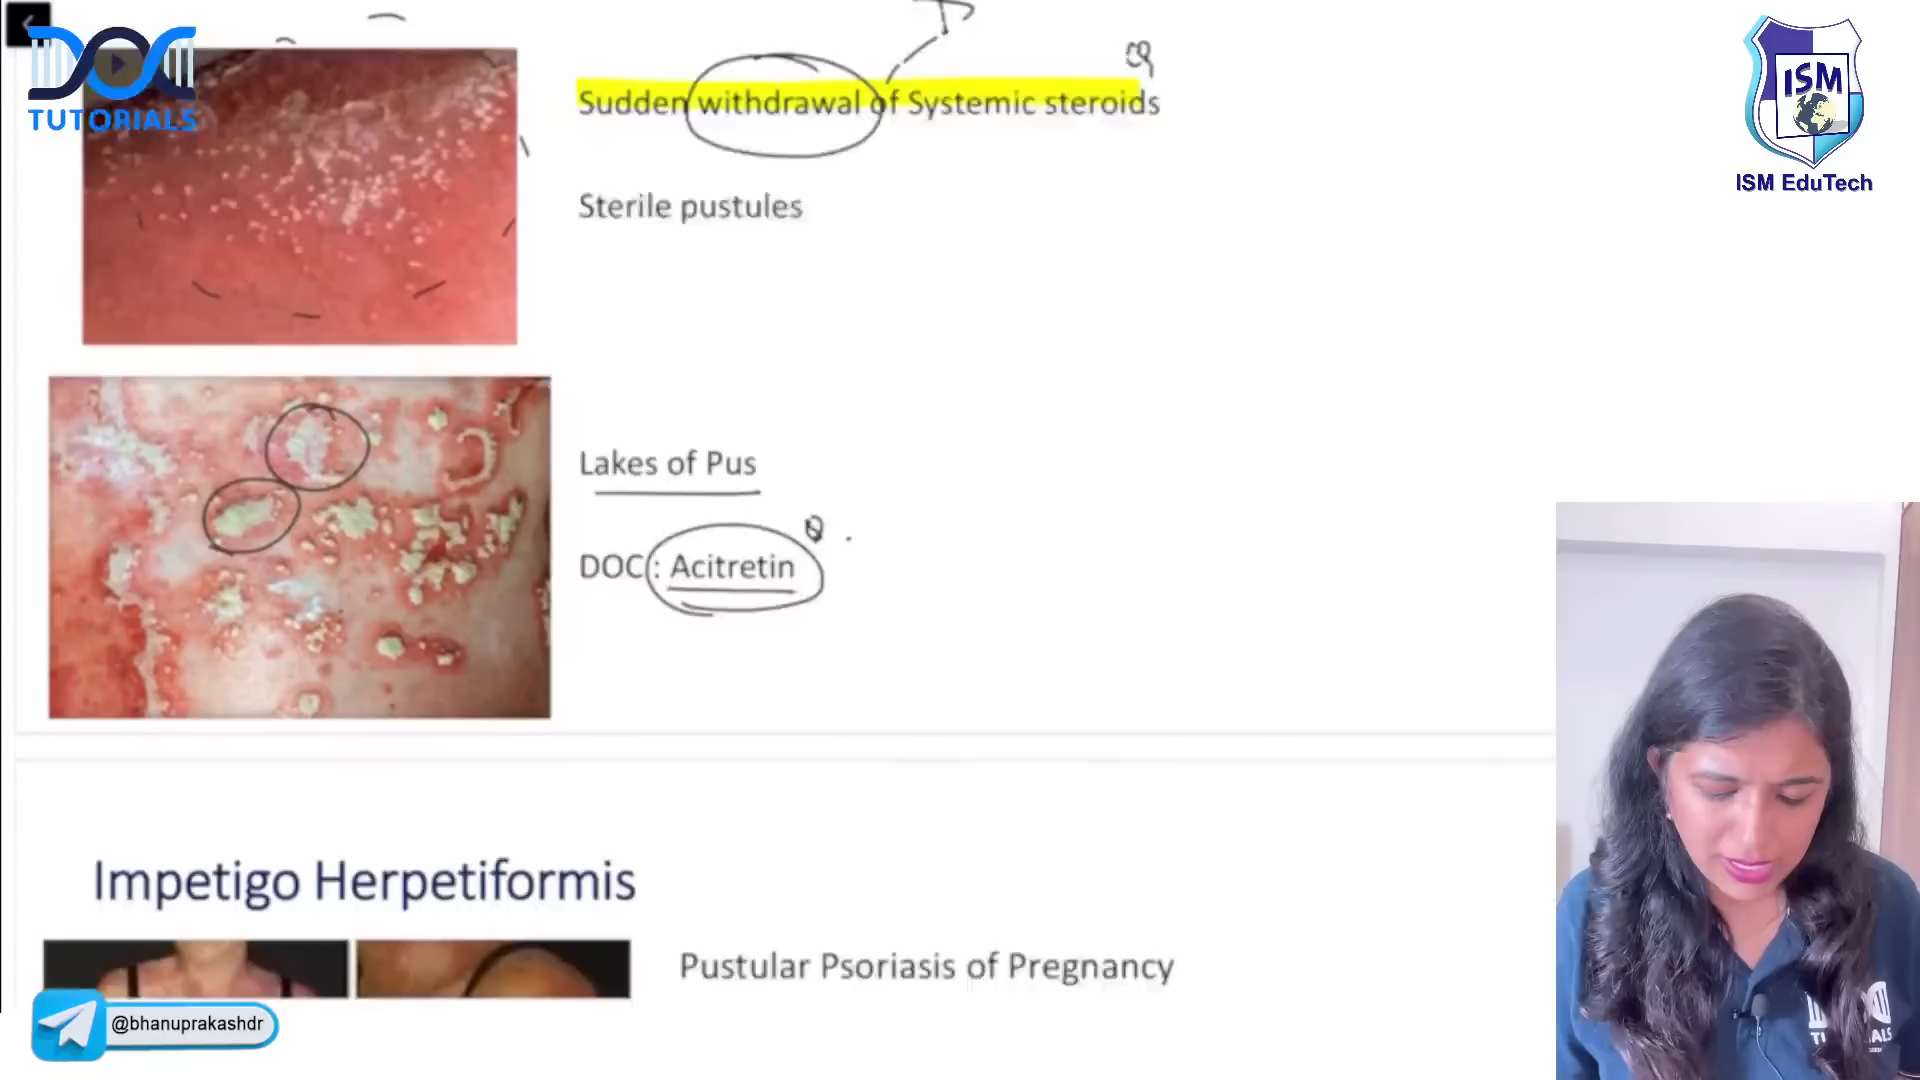 DOC
TUTORIALS
Sudden withdrawal of Systemic steroids
ISM
ISM EduTech
Sterile pustules
Lakes of Pus
DOC : Acitretin
Impetigo Herpetiformis
Pustular Psoriasis of Pregnancy
@bhanuprakashdr